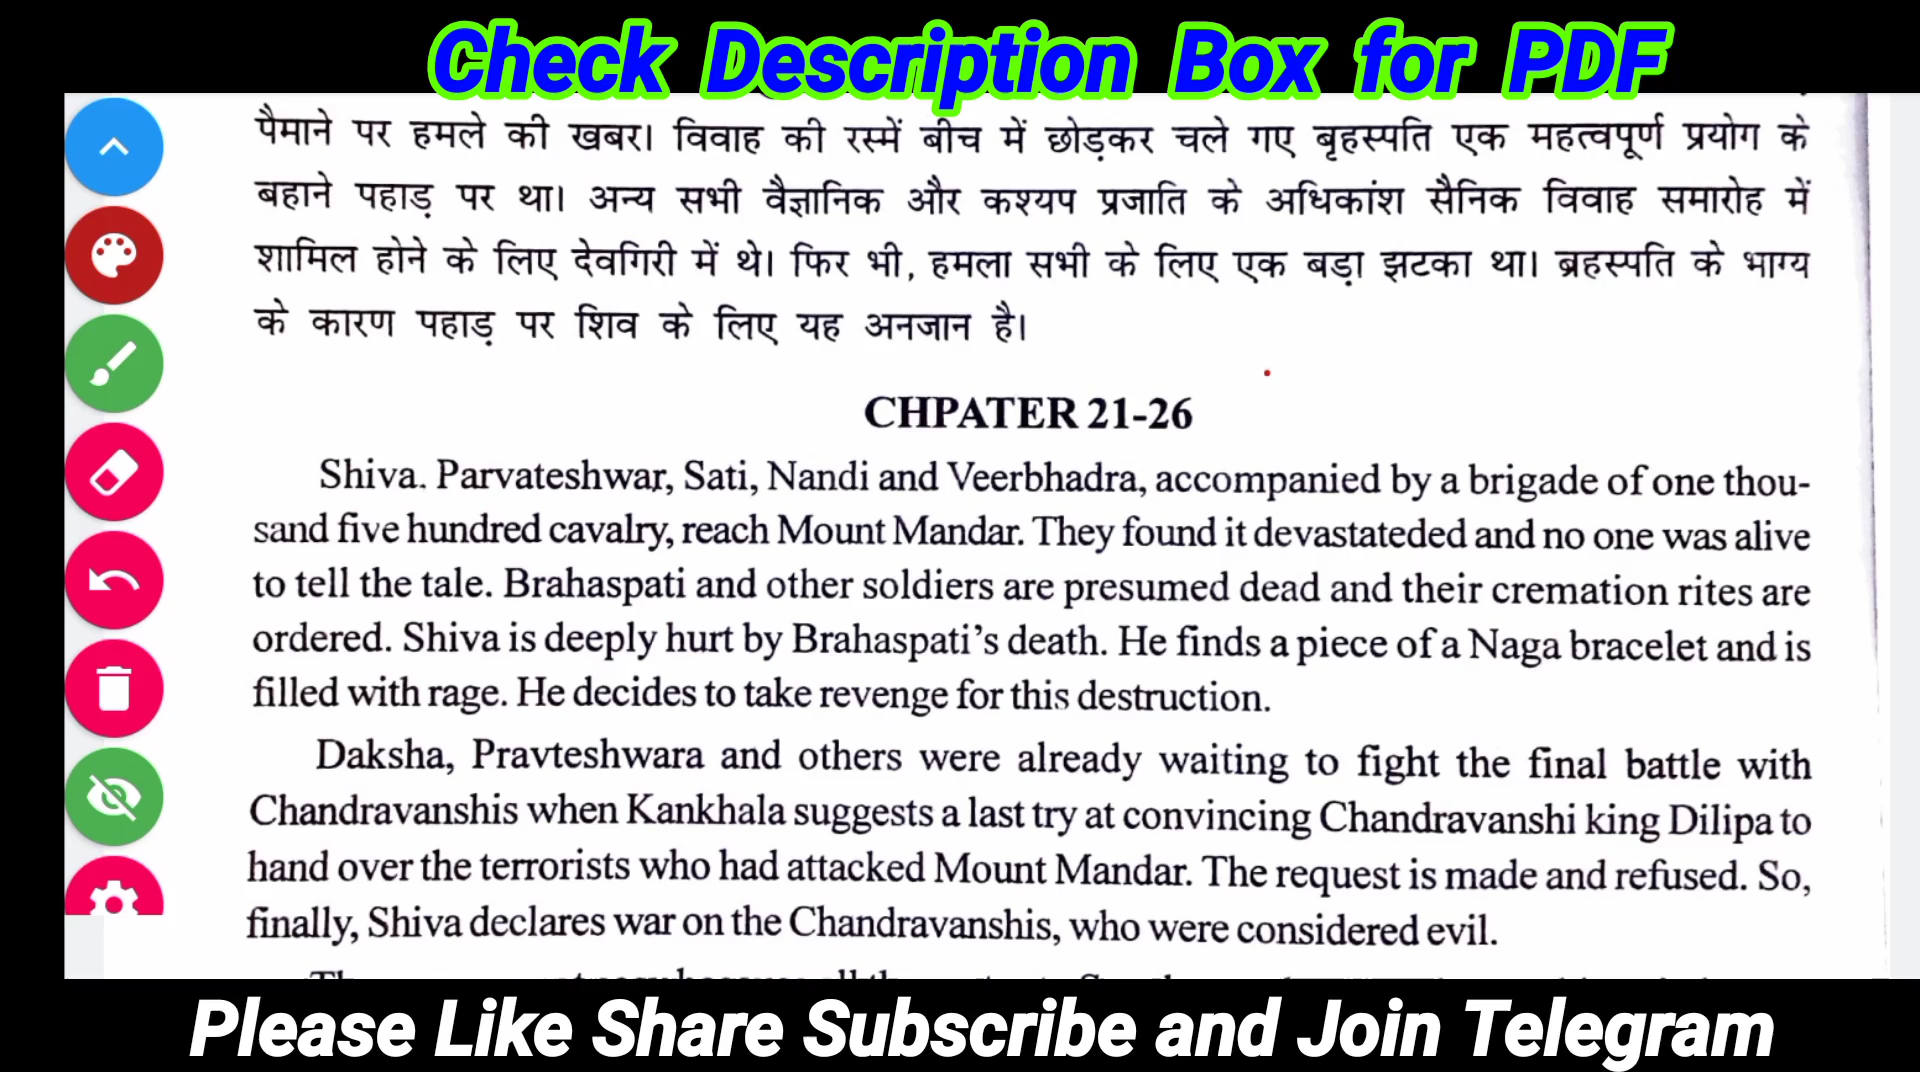 Check Description Box for PDF
पैमाने पर हमले की खबर। विवाह की रस्में बीच में छोड़कर चले गए बृहस्पति एक महत्वपूर्ण प्रयोग के
बहाने पहाड़ पर था। अन्य सभी वैज्ञानिक और कश्यप प्रजाति के अधिकांश सैनिक विवाह समारोह में
शामिल होने के लिए देवगिरी में थे। फिर भी, हमला सभी के लिए एक बड़ा झटका था। ब्रहस्पति के भाग्य
के कारण पहाड़ पर शिव के लिए यह अनजान है।
CHPATER 21-26
Shiva. Parvateshwar, Sati, Nandi and Veerbhadra, accompanied by a brigade of one thou-
sand five hundred cavalry, reach Mount Mandar. They found it devastateded and no one was alive
to tell the tale. Brahaspati and other soldiers are presumed dead and their cremation rites are
ordered. Shiva is deeply hurt by Brahaspati's death. He finds a piece of a Naga bracelet and is
filled with rage. He decides to take revenge for this destruction.
Daksha, Pravteshwara and others were already waiting to fight the final battle with
Chandravanshis when Kankhala suggests a last try at convincing Chandravanshi king Dilipa to
hand over the terrorists who had attacked Mount Mandar. The request is made and refused. So,
finally, Shiva declares war on the Chandravanshis, who were considered evil.
Please Like Share Subscribe and Join Telegram